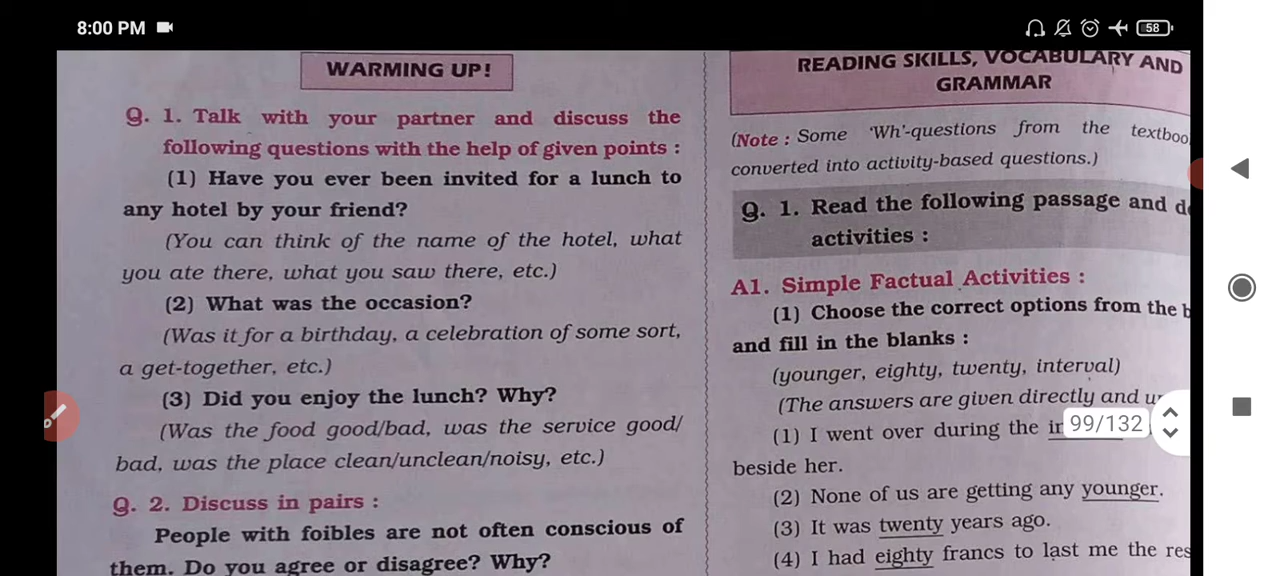 8:00 PM
58
WARMING UP!
Q. 1. Talk with your partner and discuss the
following questions with the help of given points :
(1) Have you ever been invited for a lunch to
any hotel by your friend?
(You can think of the name of the hotel, what
you ate there, what you saw there, etc.)
(2) What was the occasion?
(Was it for a birthday, a celebration of some sort,
a get-together, etc.)
(3) Did you enjoy the lunch? Why?
(Was the food good/bad, was the service good/
bad, was the place clean/unclean/noisy, etc.)
Q. 2. Discuss in pairs :
People with foibles are not often conscious of
them. Do you agree or disagree? Why?
READING SKILLS, VOCABULARY AND
GRAMMAR
(Note : Some 'Wh'-questions from the
converted into activity-based questions.)
Q. 1. Read the following passage and
activities :
A1. Simple Factual Activities :
(1) Choose the correct options from the
and fill in the blanks :
(younger, eighty, twenty, interval)
(The answers are given directly and
(1) I went over during the
beside her.
(2) None of us are getting any younger.
(3) It was twenty years ago.
(4) I had eighty francs to last me the
99/132